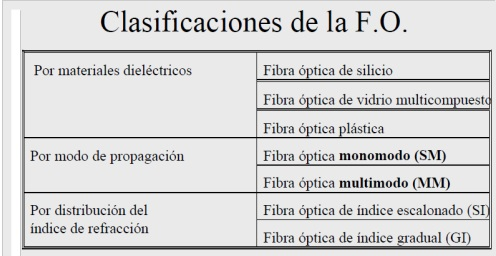 Clasificaciones de la F.O.
Por materiales dieléctricos
Fibra óptica de silicio
Fibra óptica de vidrio multicompuesto
Fibra óptica plástica
Por modo de propagación
Fibra óptica monomodo (SM)
Fibra óptica multimodo (MM)
Por distribución del
índice de refracción
Fibra óptica de índice escalonado (SI)
Fibra óptica de índice gradual (GI)